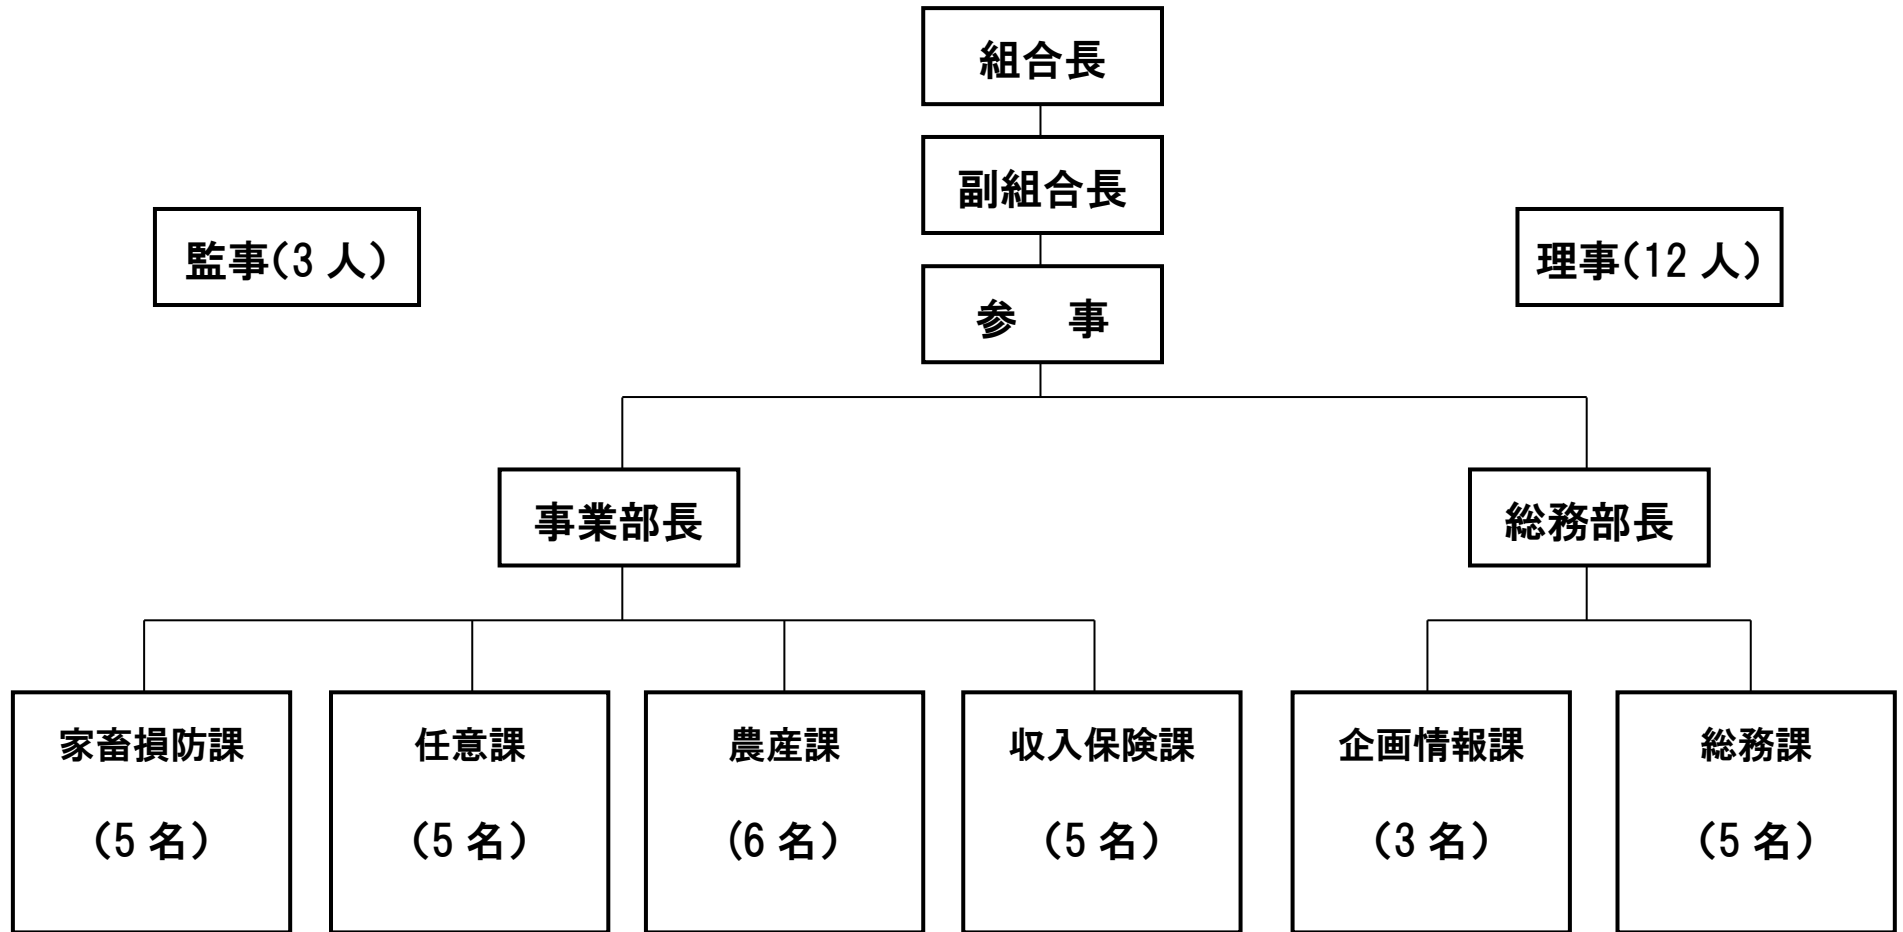 組合長
副組合長
監事(3 人)
理事(12 人)
参　事
事業部長
総務部長
家畜損防課
（5 名）
任意課
（5 名）
農産課
(6 名）
収入保険課
（5 名）
企画情報課
（3 名）
総務課
（5 名）